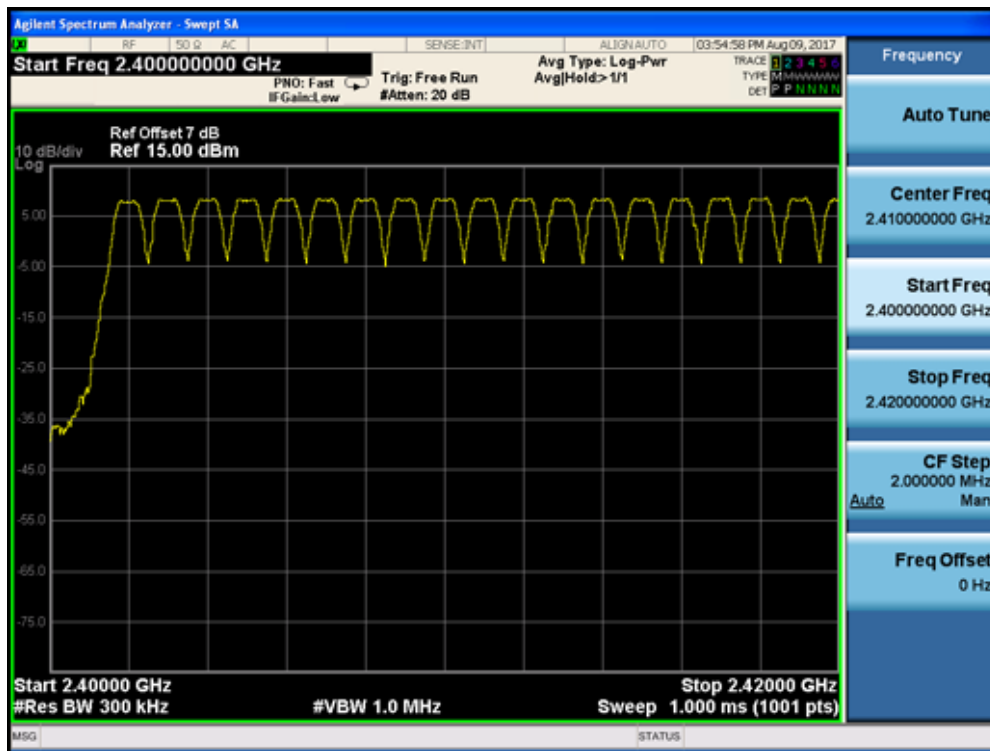 Agilent Spectrum Analyzer - Swept SA
RF 50 Ω AC SENSE:INT ALIGNAUTO 03:54:58 PM Aug 09, 2017
Start Freq 2.400000000 GHz
PNO: Fast
IFGain:Low
Trig: Free Run
#Atten: 20 dB
Avg Type: Log-Pwr
Avg|Hold:>1/1
TRACE 1 2 3 4 5 6
TYPE M
DET P P N N N N
Frequency
Auto Tune
Center Freq
2.410000000 GHz
Start Freq
2.400000000 GHz
Stop Freq
2.420000000 GHz
CF Step
2.000000 MHz
Auto Man
Freq Offset
0 Hz
Ref Offset 7 dB
10 dB/div Ref 15.00 dBm
Log
5.00
-5.00
-15.0
-25.0
-35.0
-45.0
-55.0
-65.0
-75.0
Start 2.40000 GHz Stop 2.42000 GHz
#Res BW 300 kHz #VBW 1.0 MHz Sweep 1.000 ms (1001 pts)
MSG STATUS